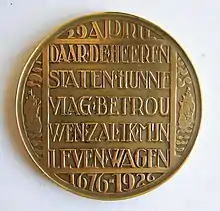 29 APRIL
DAAR DE HEEREN
STATEN HUNNE
VLAG BETROU
WEN ZAL IK MIJN
LEVEN WAGEN
1676-1926